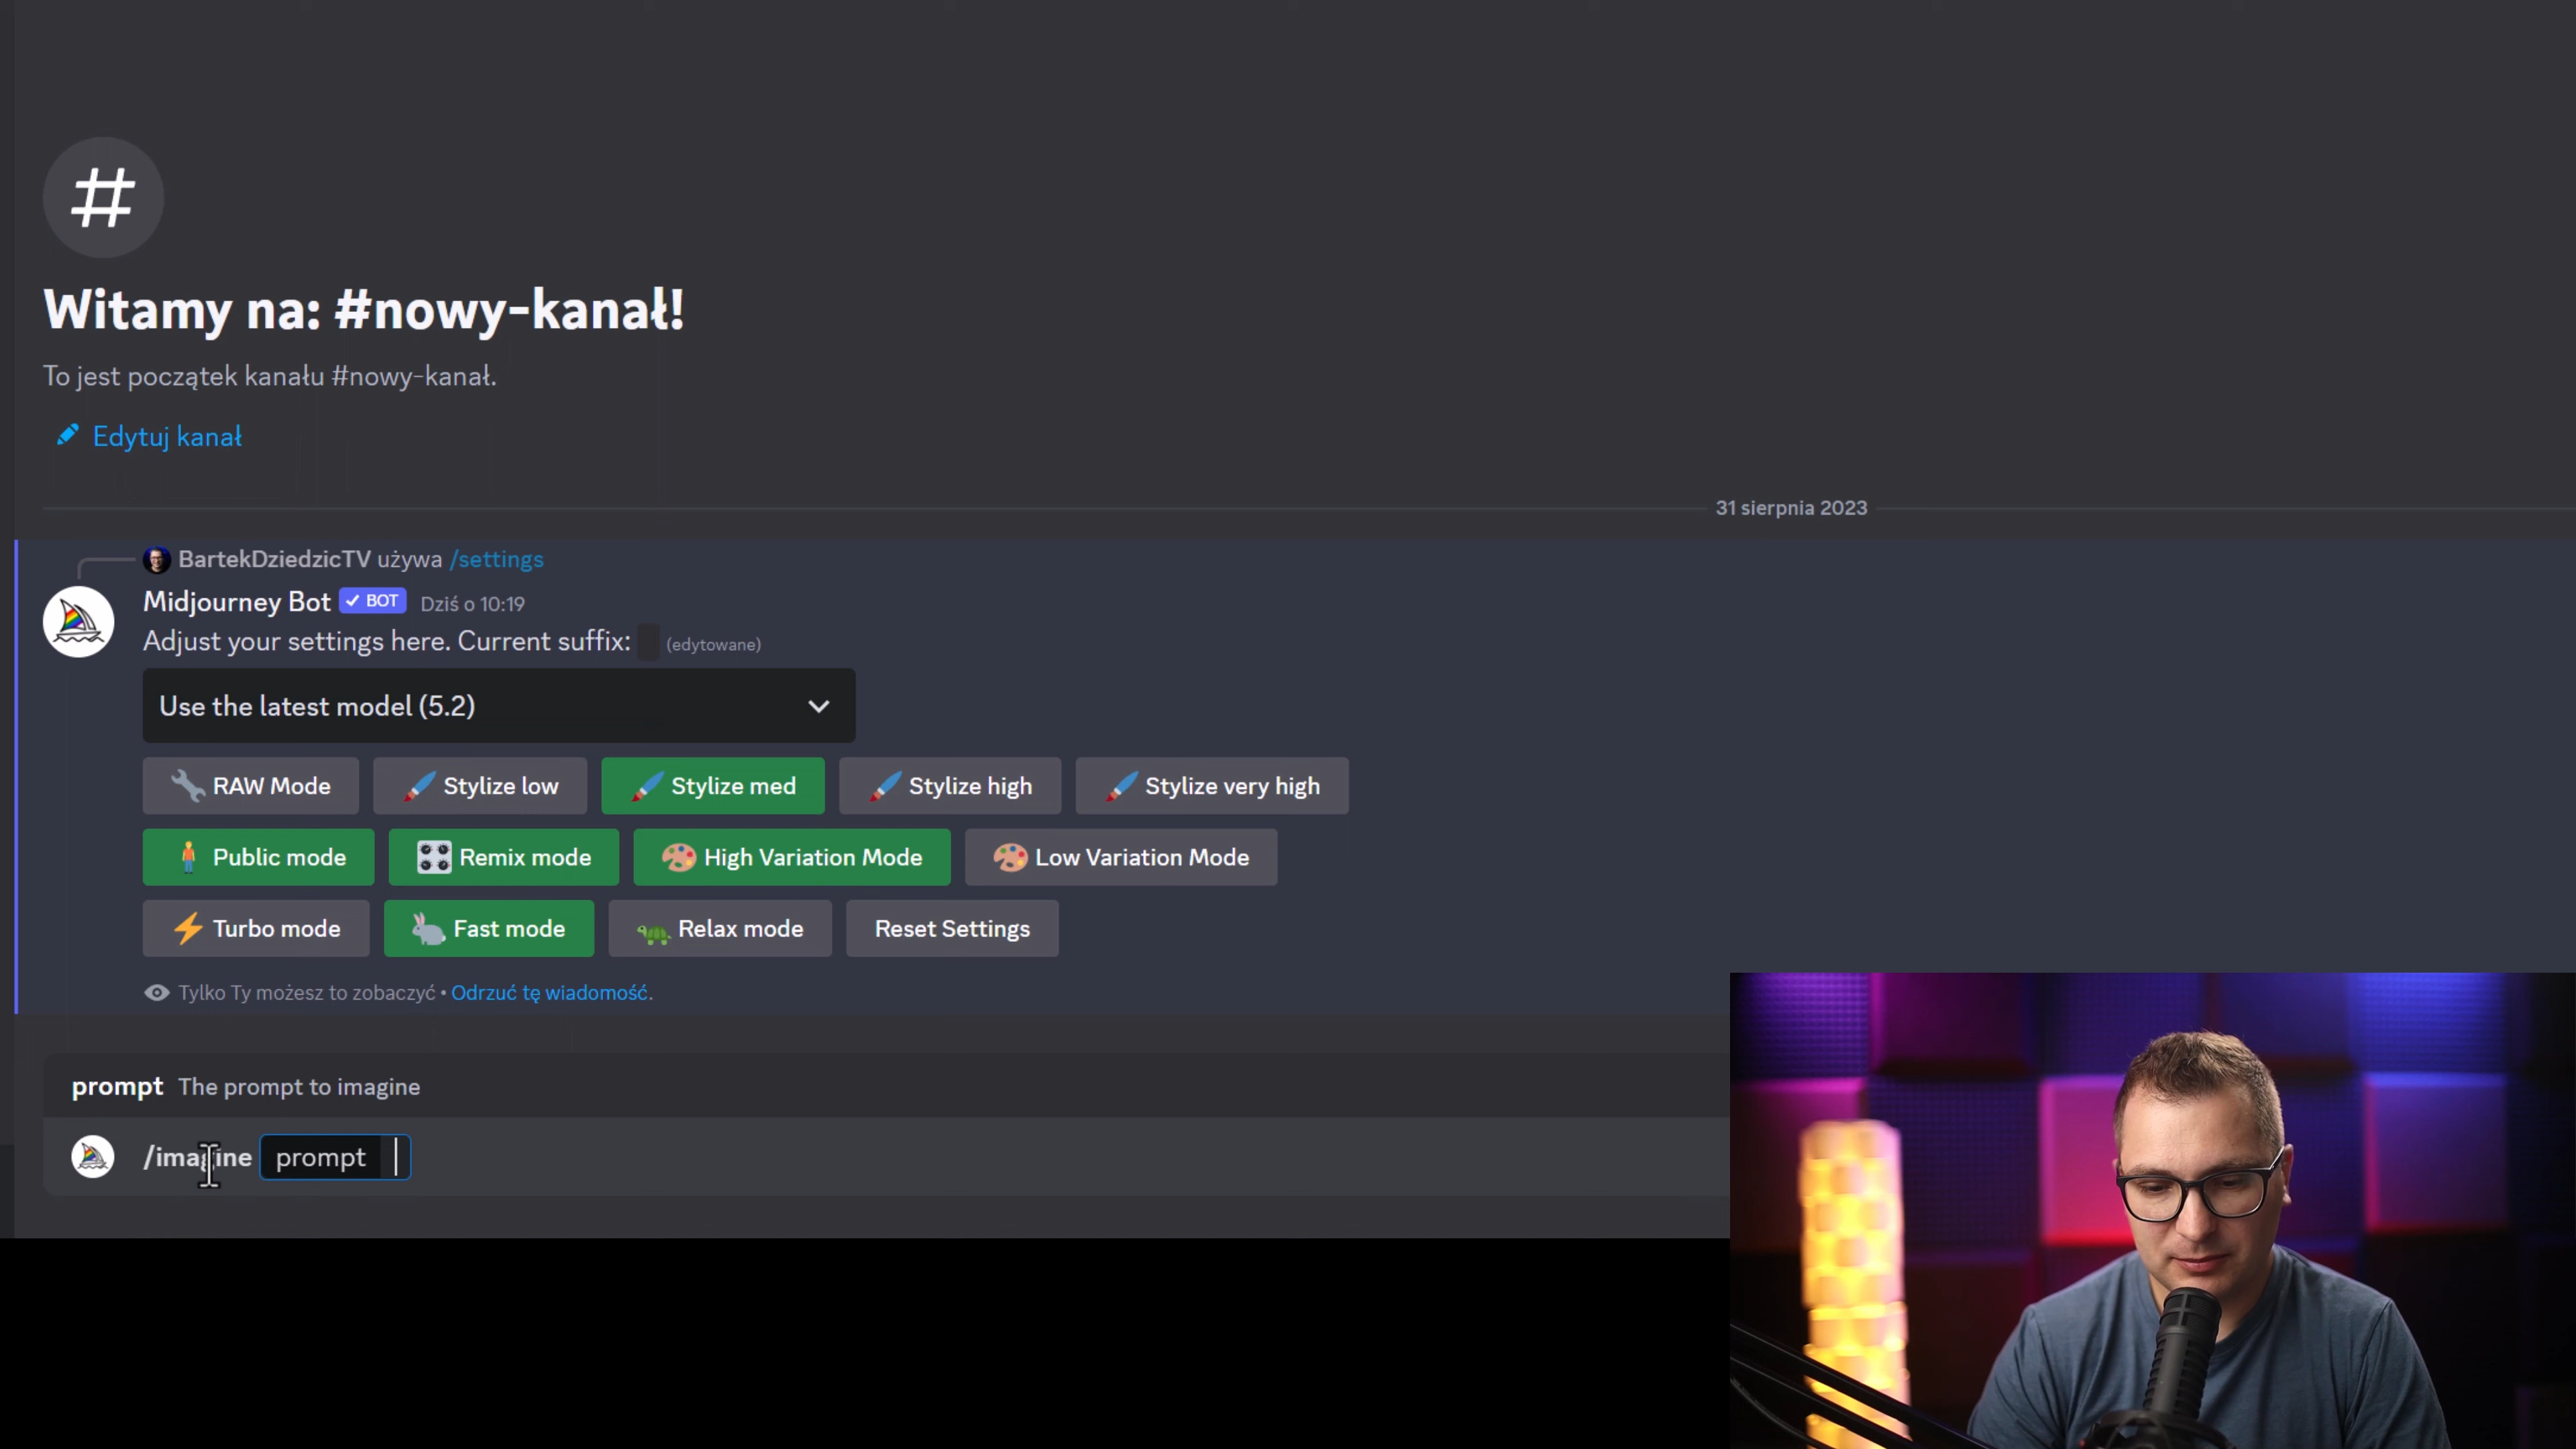 Witamy na: #nowy-kanał!
To jest początek kanału #nowy-kanał.
Edytuj kanał
31 sierpnia 2023
BartekDziedzicTV używa /settings
Midjourney Bot ✓ BOT Dziś o 10:19
Adjust your settings here. Current suffix: (edytowane)
Use the latest model (5.2)
RAW Mode Stylize low Stylize med Stylize high Stylize very high
Public mode Remix mode High Variation Mode Low Variation Mode
Turbo mode Fast mode Relax mode Reset Settings
Tylko Ty możesz to zobaczyć • Odrzuć tę wiadomość.
prompt The prompt to imagine
/imagine prompt